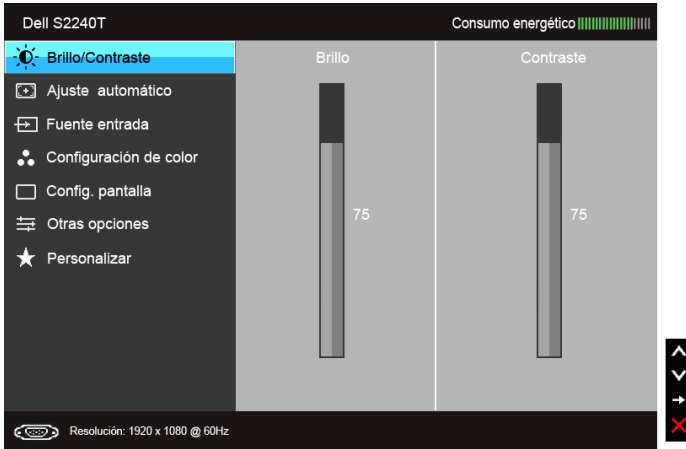 Dell S2240T
Consumo energético
Brillo/Contraste
Ajuste automático
Fuente entrada
Configuración de color
Config. pantalla
Otras opciones
Personalizar
Brillo
75
Contraste
75
Resolución: 1920 x 1080 @ 60Hz